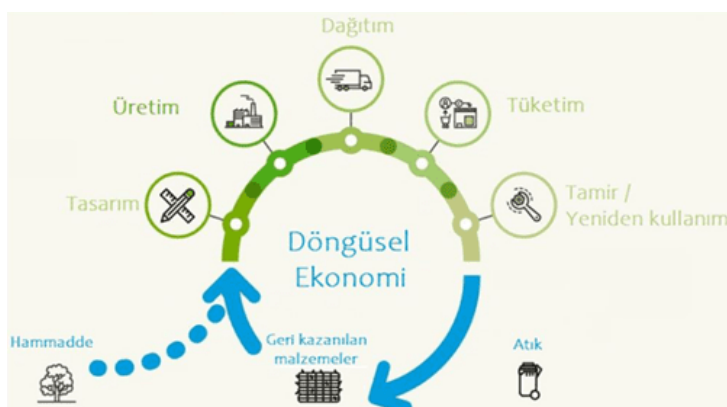 Dağıtım
Üretim
Tüketim
Tasarım
Tamir /
Yeniden kullanım
Döngüsel
Ekonomi
Hammadde
Geri kazanılan
malzemeler
Atık